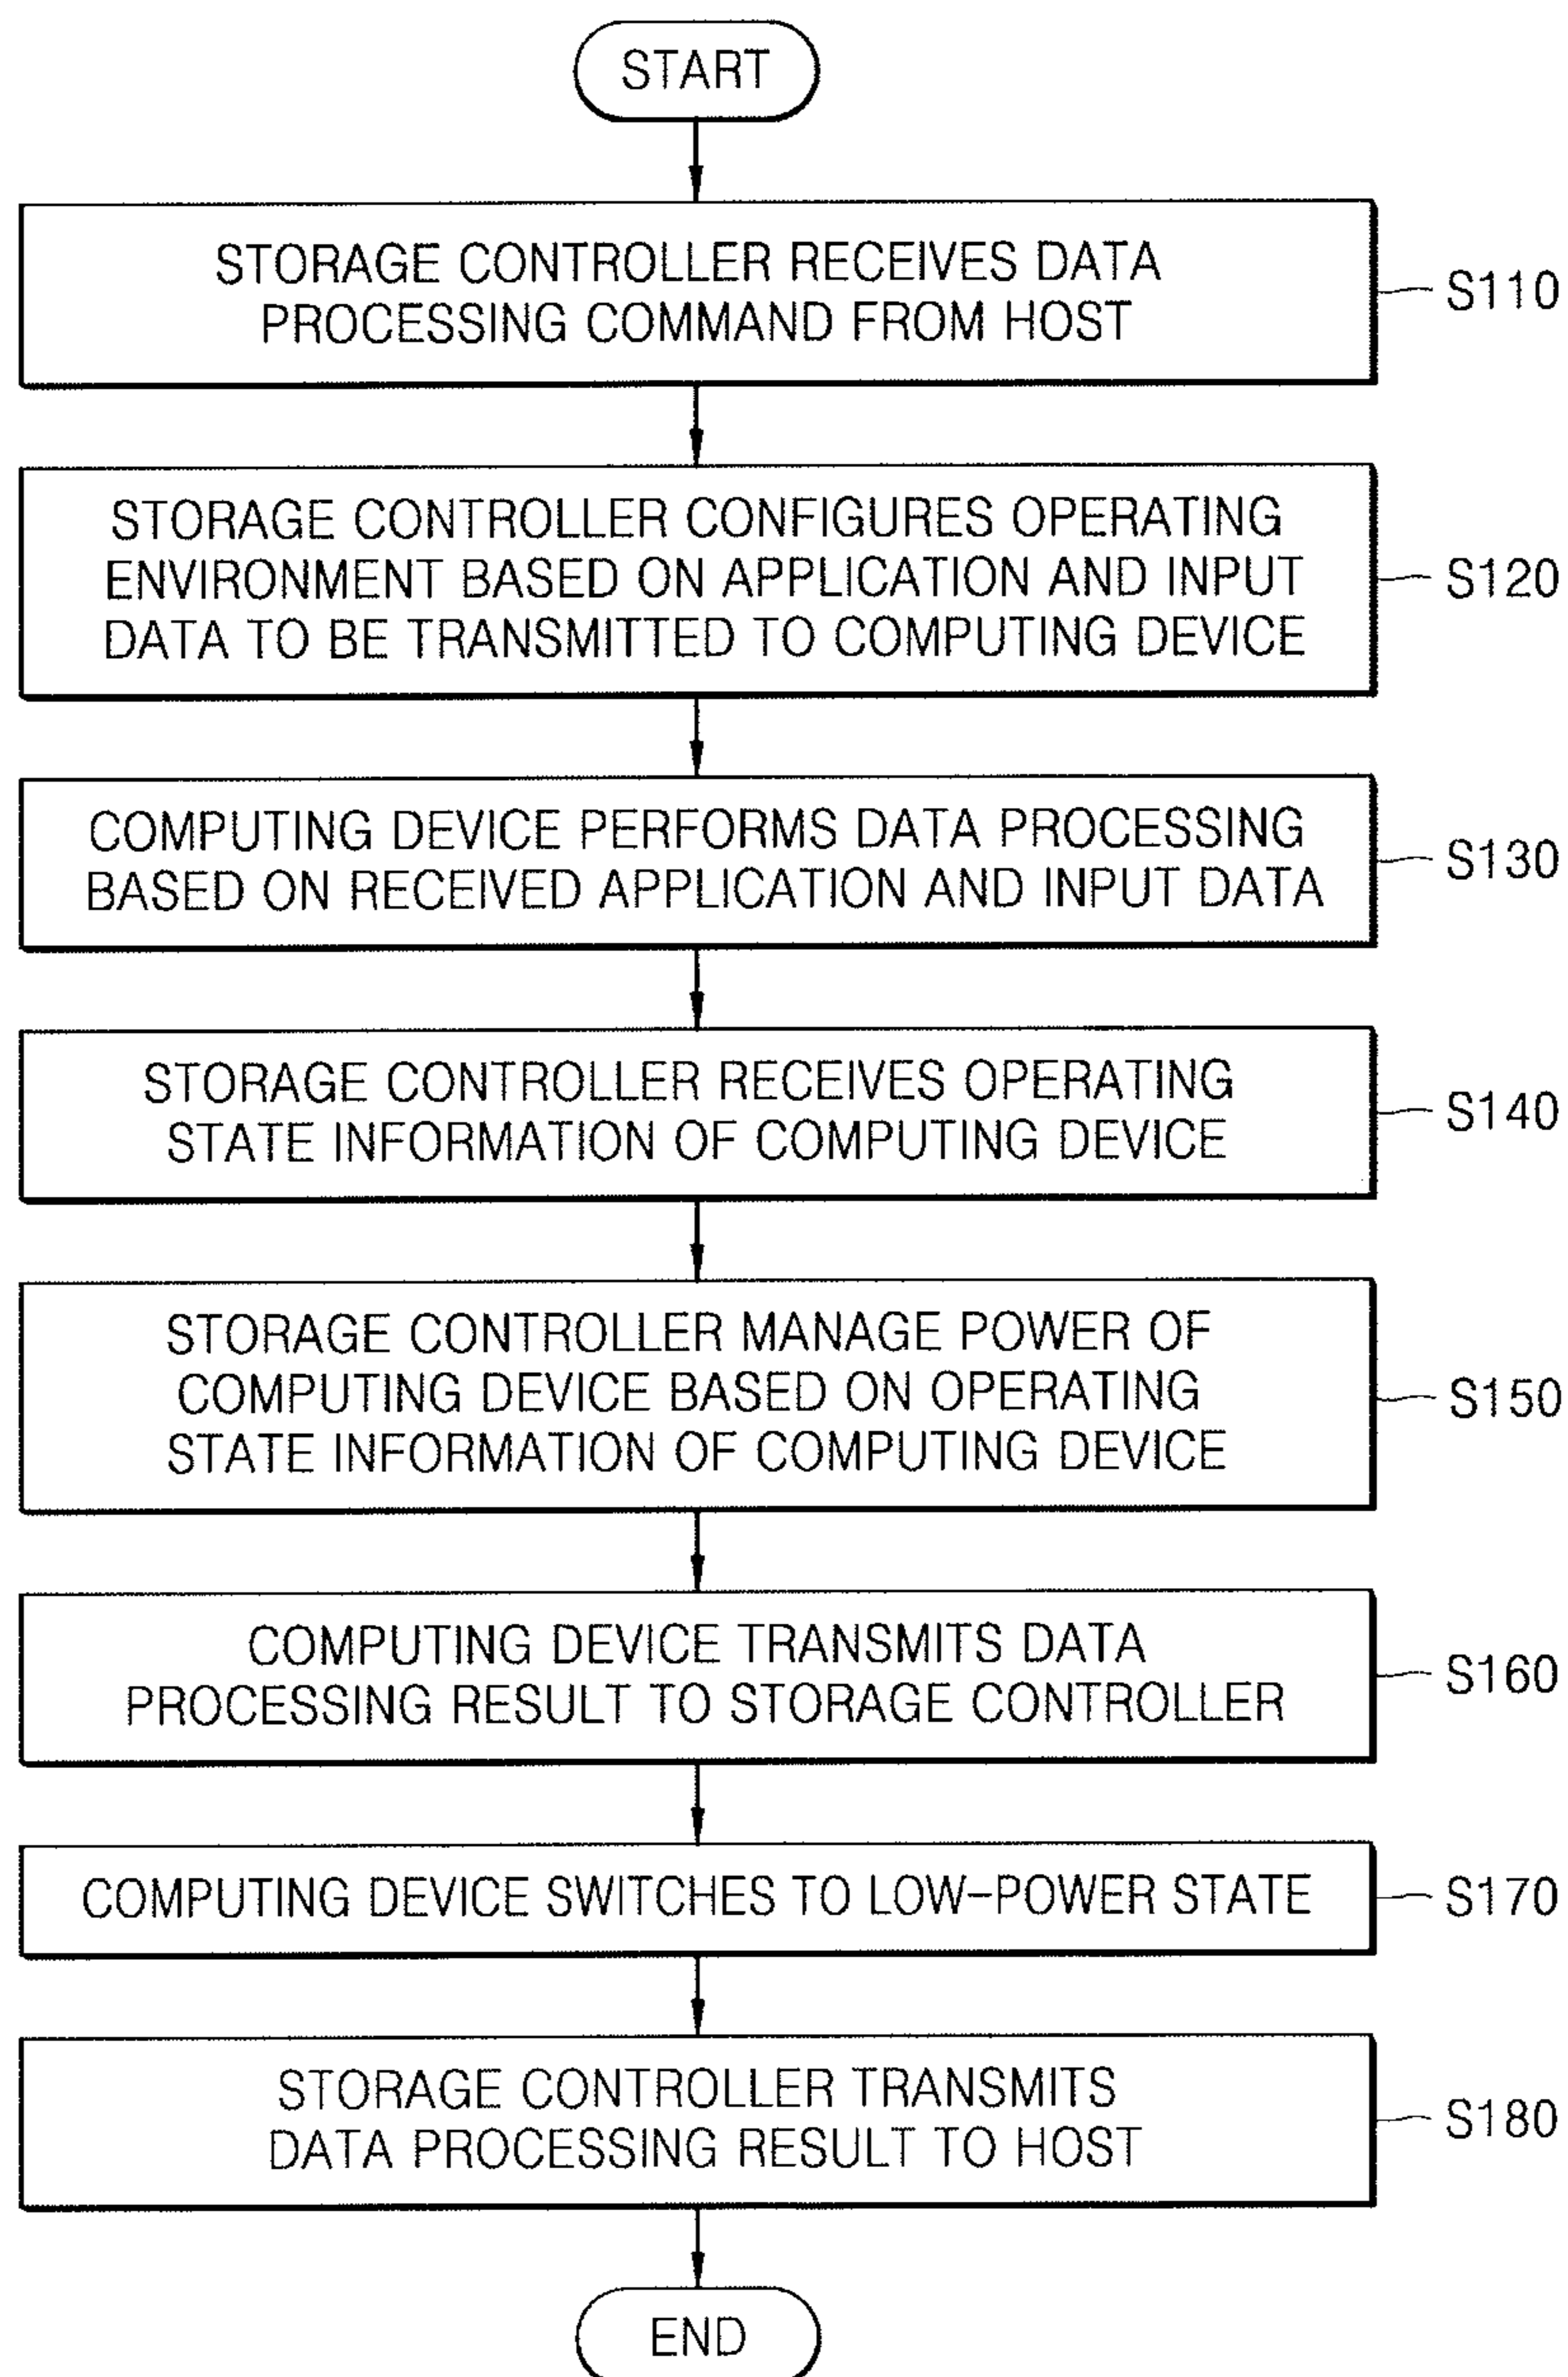 START
STORAGE CONTROLLER RECEIVES DATA
PROCESSING COMMAND FROM HOST
S110
STORAGE CONTROLLER CONFIGURES OPERATING
ENVIRONMENT BASED ON APPLICATION AND INPUT
DATA TO BE TRANSMITTED TO COMPUTING DEVICE
S120
COMPUTING DEVICE PERFORMS DATA PROCESSING
BASED ON RECEIVED APPLICATION AND INPUT DATA
S130
STORAGE CONTROLLER RECEIVES OPERATING
STATE INFORMATION OF COMPUTING DEVICE
S140
STORAGE CONTROLLER MANAGE POWER OF
COMPUTING DEVICE BASED ON OPERATING
STATE INFORMATION OF COMPUTING DEVICE
S150
COMPUTING DEVICE TRANSMITS DATA
PROCESSING RESULT TO STORAGE CONTROLLER
S160
COMPUTING DEVICE SWITCHES TO LOW-POWER STATE
S170
STORAGE CONTROLLER TRANSMITS
DATA PROCESSING RESULT TO HOST
S180
END